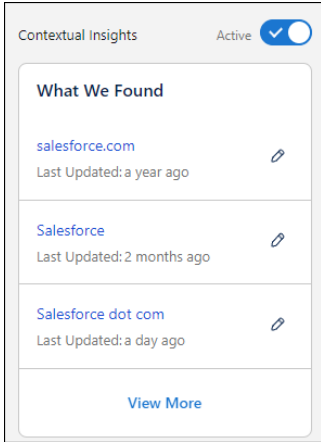 Contextual Insights Active
What We Found
salesforce.com
Last Updated: a year ago
Salesforce
Last Updated: 2 months ago
Salesforce dot com
Last Updated: a day ago
View More